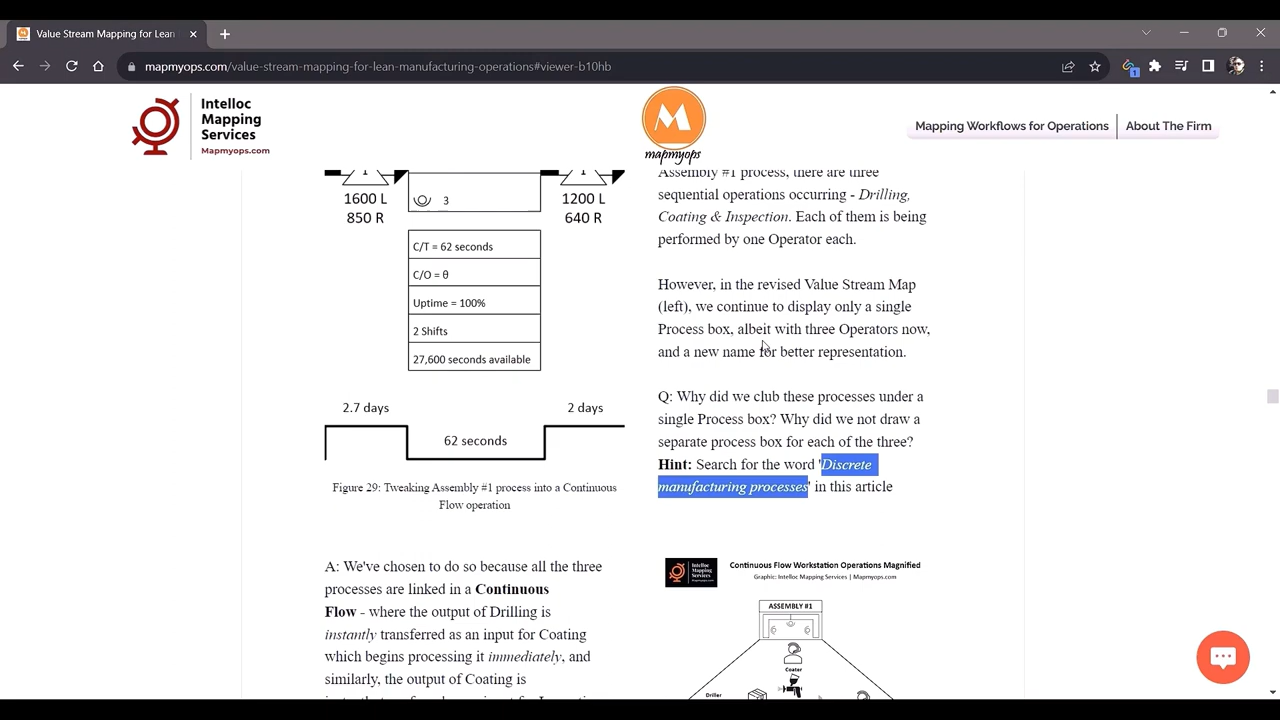 Value Stream Mapping for Lean
mapmyops.com/value-stream-mapping-for-lean-manufacturing-operations#viewer-b10hb
1
Intelloc
Mapping
Services
Mapmyops.com
M
mapmyops
Mapping Workflows for Operations
About The Firm
1
1600 L
850 R
3
1
1200 L
640 R
C/T = 62 seconds
C/O = θ
Uptime = 100%
2 Shifts
27,600 seconds available
2.7 days
62 seconds
2 days
Figure 29: Tweaking Assembly #1 process into a Continuous
Flow operation
A: We've chosen to do so because all the three
processes are linked in a Continuous
Flow - where the output of Drilling is
instantly transferred as an input for Coating
which begins processing it immediately, and
similarly, the output of Coating is
Assembly #1 process, there are three
sequential operations occurring - Drilling,
Coating & Inspection. Each of them is being
performed by one Operator each.
However, in the revised Value Stream Map
(left), we continue to display only a single
Process box, albeit with three Operators now,
and a new name for better representation.
Q: Why did we club these processes under a
single Process box? Why did we not draw a
separate process box for each of the three?
Hint: Search for the word 'Discrete
manufacturing processes' in this article
Intelloc
Mapping
Services
Continuous Flow Workstation Operations Magnified
Graphic: Intelloc Mapping Services | Mapmyops.com
ASSEMBLY #1
Coater
Driller